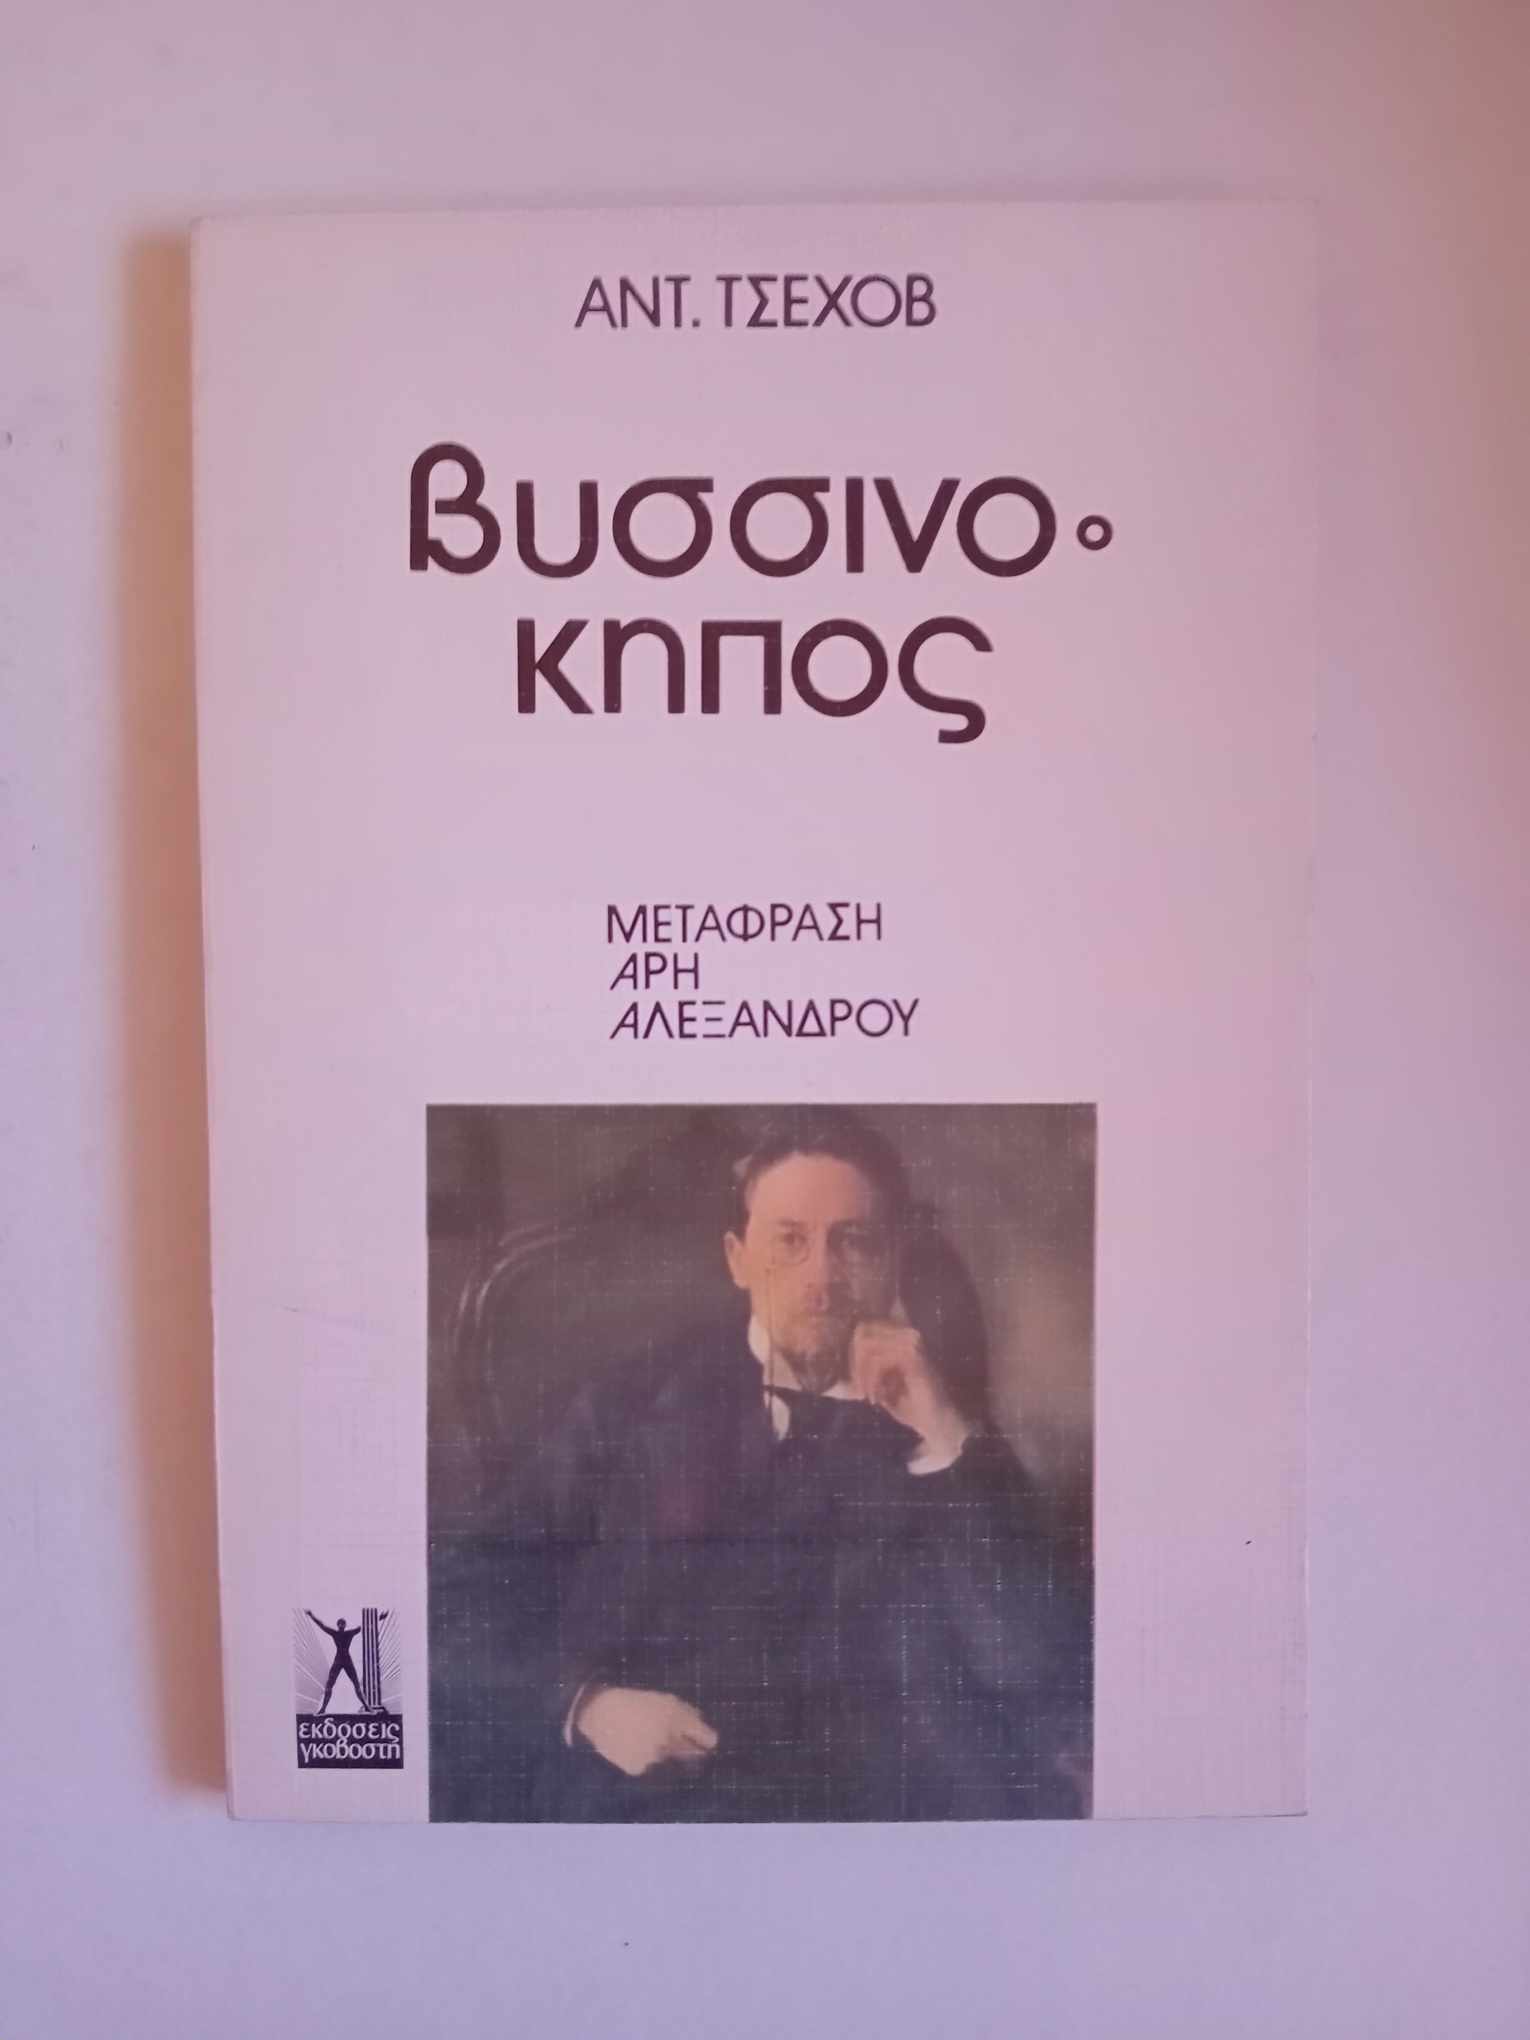 ΑΝΤ. ΤΣΕΧΟΒ
Βυσσινο·
κηπος
ΜΕΤΑΦΡΑΣΗ
ΑΡΗ
ΑΛΕΞΑΝΔΡΟΥ
εκδοσεις
γκοβοστη